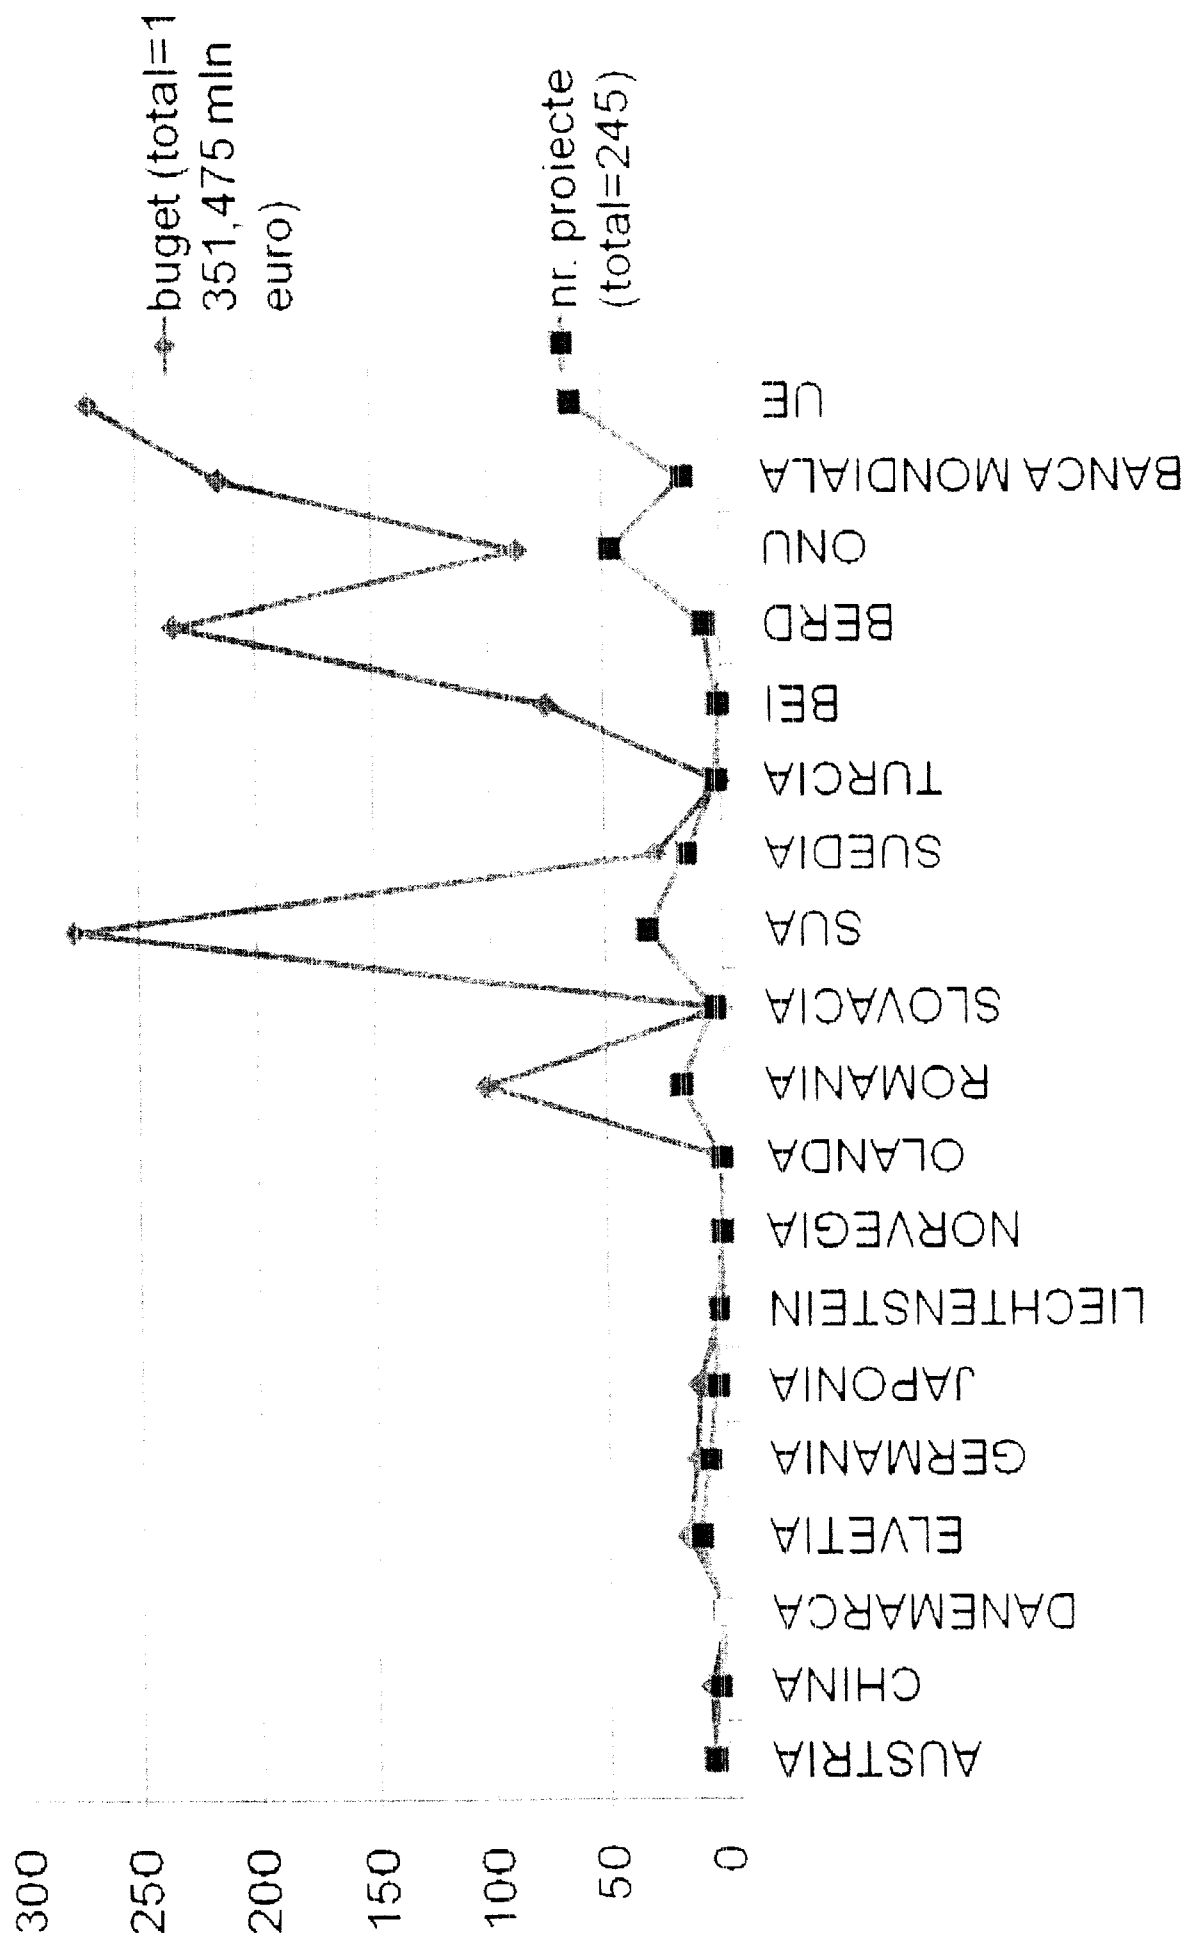 300
250
200
150
100
50
0
AUSTRIA
CHINA
DANEMARCA
ELVETIA
GERMANIA
JAPONIA
LIECHTENSTEIN
NORVEGIA
OLANDA
ROMANIA
SLOVACIA
SUA
SUEDIA
TURCIA
BEI
BERD
ONU
BANCA MONDIALA
UE
buget (total=1
351,475 mln
euro)
nr. proiecte
(total=245)